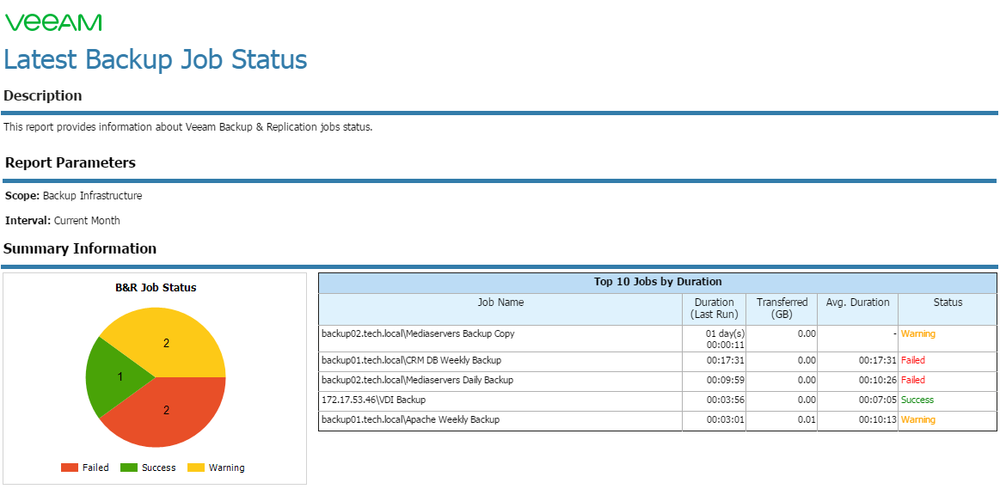 veeam
Latest Backup Job Status
Description
This report provides information about Veeam Backup & Replication jobs status.
Report Parameters
Scope: Backup Infrastructure
Interval: Current Month
Summary Information
B&R Job Status
2
1
2
Failed Success Warning
Top 10 Jobs by Duration
Job Name Duration (Last Run) Transferred (GB) Avg. Duration Status
backup02.tech.local\Mediaservers Backup Copy 01 day(s) 00:00:11 0.00 - Warning
backup01.tech.local\CRM DB Weekly Backup 00:17:31 0.00 00:17:31 Failed
backup02.tech.local\Mediaservers Daily Backup 00:09:59 0.00 00:10:26 Failed
172.17.53.46\VDI Backup 00:03:56 0.00 00:07:05 Success
backup01.tech.local\Apache Weekly Backup 00:03:01 0.01 00:10:13 Warning